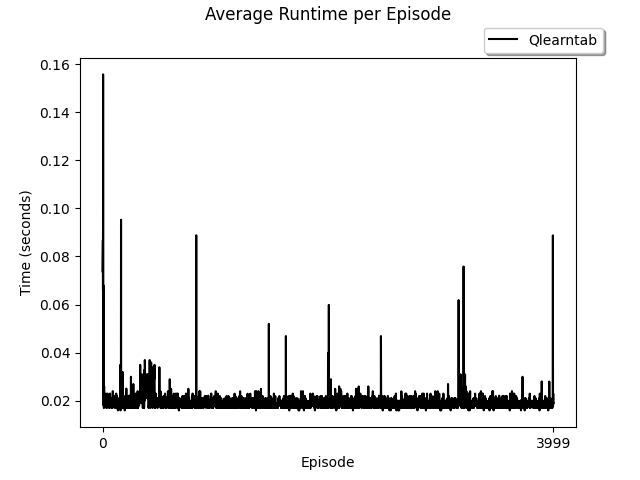 Average Runtime per Episode
Qlearntab
0.16
0.14
0.12
0.10
0.08
0.06
0.04
0.02
Time (seconds)
0
3999
Episode